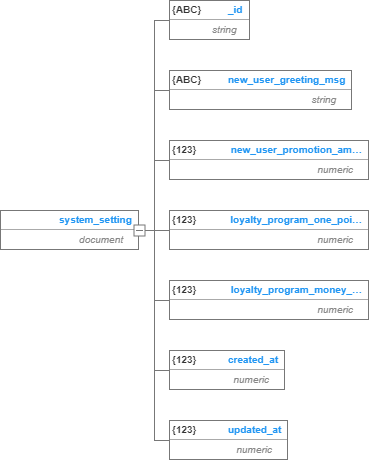 {ABC} _id
string
{ABC} new_user_greeting_msg
string
{123} new_user_promotion_am...
numeric
system_setting
document
{123} loyalty_program_one_poi...
numeric
{123} loyalty_program_money_...
numeric
{123} created_at
numeric
{123} updated_at
numeric